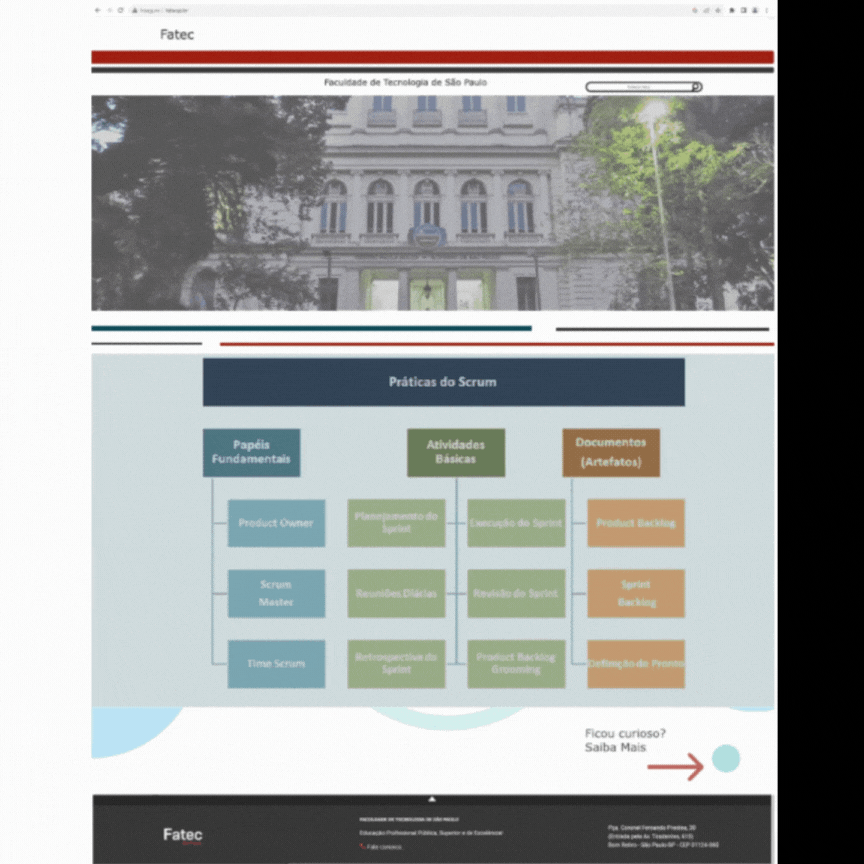 Fatec
Faculdade de Tecnologia de São Paulo
Práticas do Scrum
Papéis
Fundamentais
Atividades
Básicas
Documentos
(Artefatos)
Product Owner
Planejamento do
Sprint
Execução do Sprint
Product Backlog
Scrum
Master
Reuniões Diárias
Revisão do Sprint
Sprint
Backlog
Time Scrum
Retrospectiva do
Sprint
Product Backlog
Grooming
Definição de Pronto
Ficou curioso?
Saiba Mais
Fatec
FACULDADE DE TECNOLOGIA DE SÃO PAULO
Educação Profissional Pública, Superior e de Excelência!
Fale conosco
Pça. Coronel Fernando Prestes, 30
(Entrada pela Av. Tiradentes, 615)
Bom Retiro - São Paulo-SP - CEP 01124-060